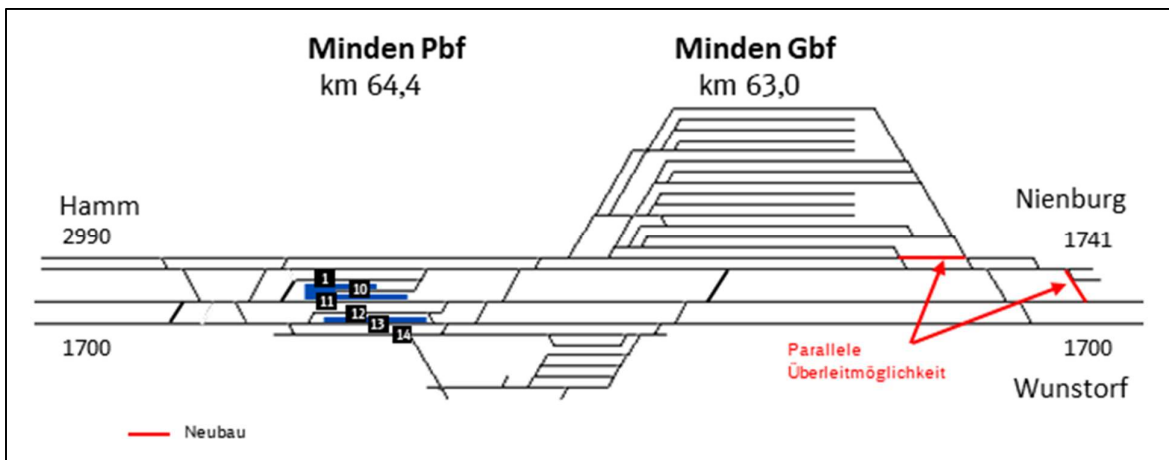 Minden Pbf
km 64,4
Minden Gbf
km 63,0
Hamm
2990
Nienburg
1741
1
10
11
12
13
14
1700
Parallele
Überleitmöglichkeit
1700
Wunstorf
Neubau